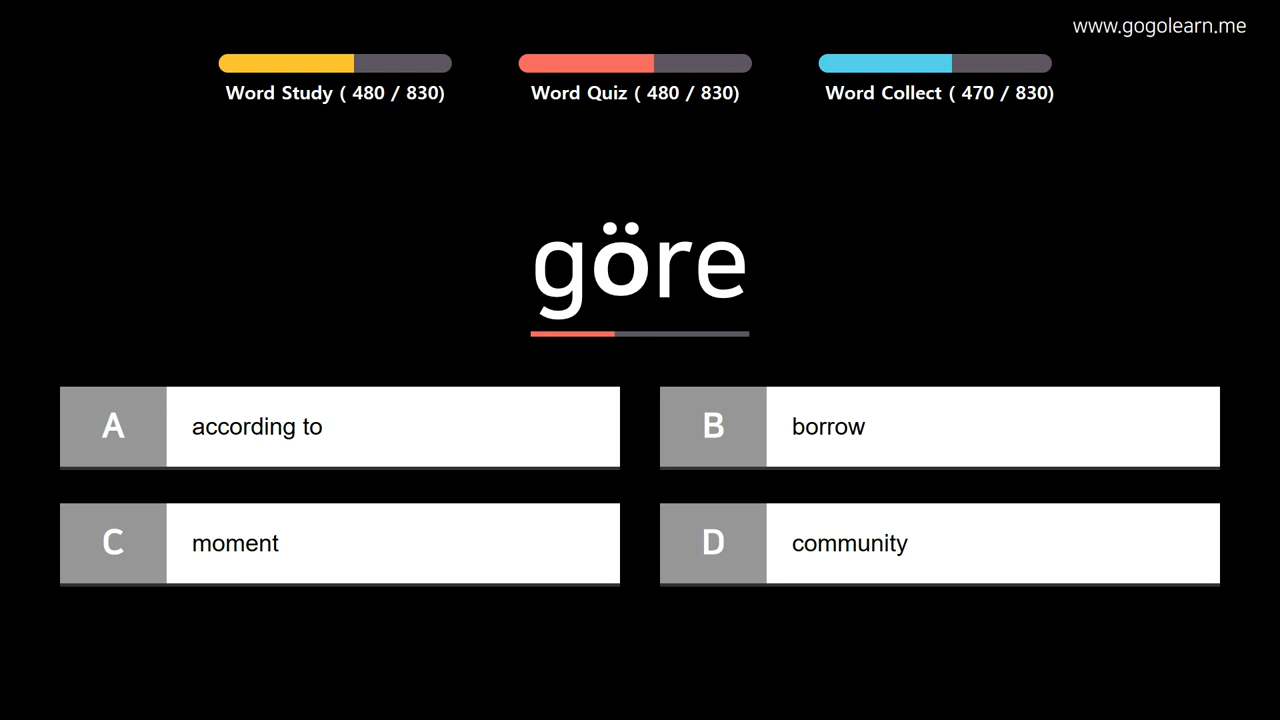 www.gogolearn.me
Word Study ( 480 / 830)
Word Quiz ( 480 / 830)
Word Collect ( 470 / 830)
göre
A according to
B borrow
C moment
D community